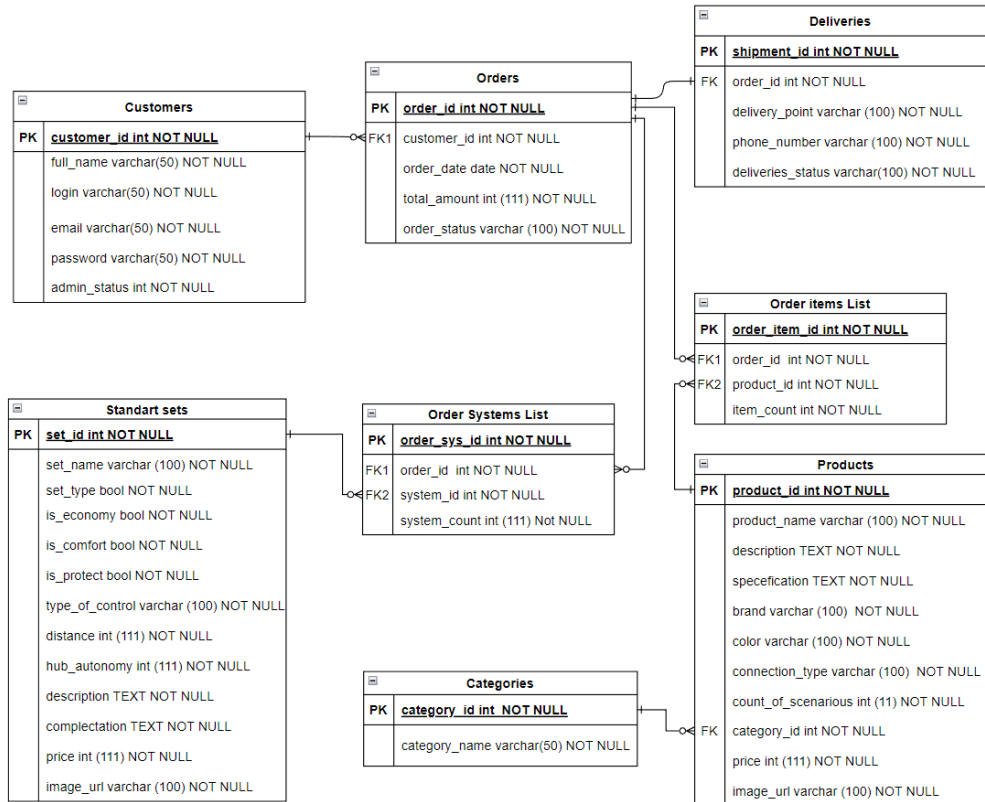 Customers
PK customer_id int NOT NULL
full_name varchar(50) NOT NULL
login varchar(50) NOT NULL
email varchar(50) NOT NULL
password varchar(50) NOT NULL
admin_status int NOT NULL
Orders
PK order_id int NOT NULL
FK1 customer_id int NOT NULL
order_date date NOT NULL
total_amount int (111) NOT NULL
order_status varchar (100) NOT NULL
Deliveries
PK shipment_id int NOT NULL
FK order_id int NOT NULL
delivery_point varchar (100) NOT NULL
phone_number varchar (100) NOT NULL
deliveries_status varchar(100) NOT NULL
Order items List
PK order_item_id int NOT NULL
FK1 order_id int NOT NULL
FK2 product_id int NOT NULL
item_count int NOT NULL
Standart sets
PK set_id int NOT NULL
set_name varchar (100) NOT NULL
set_type bool NOT NULL
is_economy bool NOT NULL
is_comfort bool NOT NULL
is_protect bool NOT NULL
type_of_control varchar (100) NOT NULL
distance int (111) NOT NULL
hub_autonomy int (111) NOT NULL
description TEXT NOT NULL
complectation TEXT NOT NULL
price int (111) NOT NULL
image_url varchar (100) NOT NULL
Order Systems List
PK order_sys_id int NOT NULL
FK1 order_id int NOT NULL
FK2 system_id int NOT NULL
system_count int (111) Not NULL
Categories
PK category_id int NOT NULL
category_name varchar(50) NOT NULL
Products
PK product_id int NOT NULL
product_name varchar (100) NOT NULL
description TEXT NOT NULL
specefication TEXT NOT NULL
brand varchar (100) NOT NULL
color varchar (100) NOT NULL
connection_type varchar (100) NOT NULL
count_of_scenarious int (11) NOT NULL
FK category_id int NOT NULL
price int (111) NOT NULL
image_url varchar (100) NOT NULL